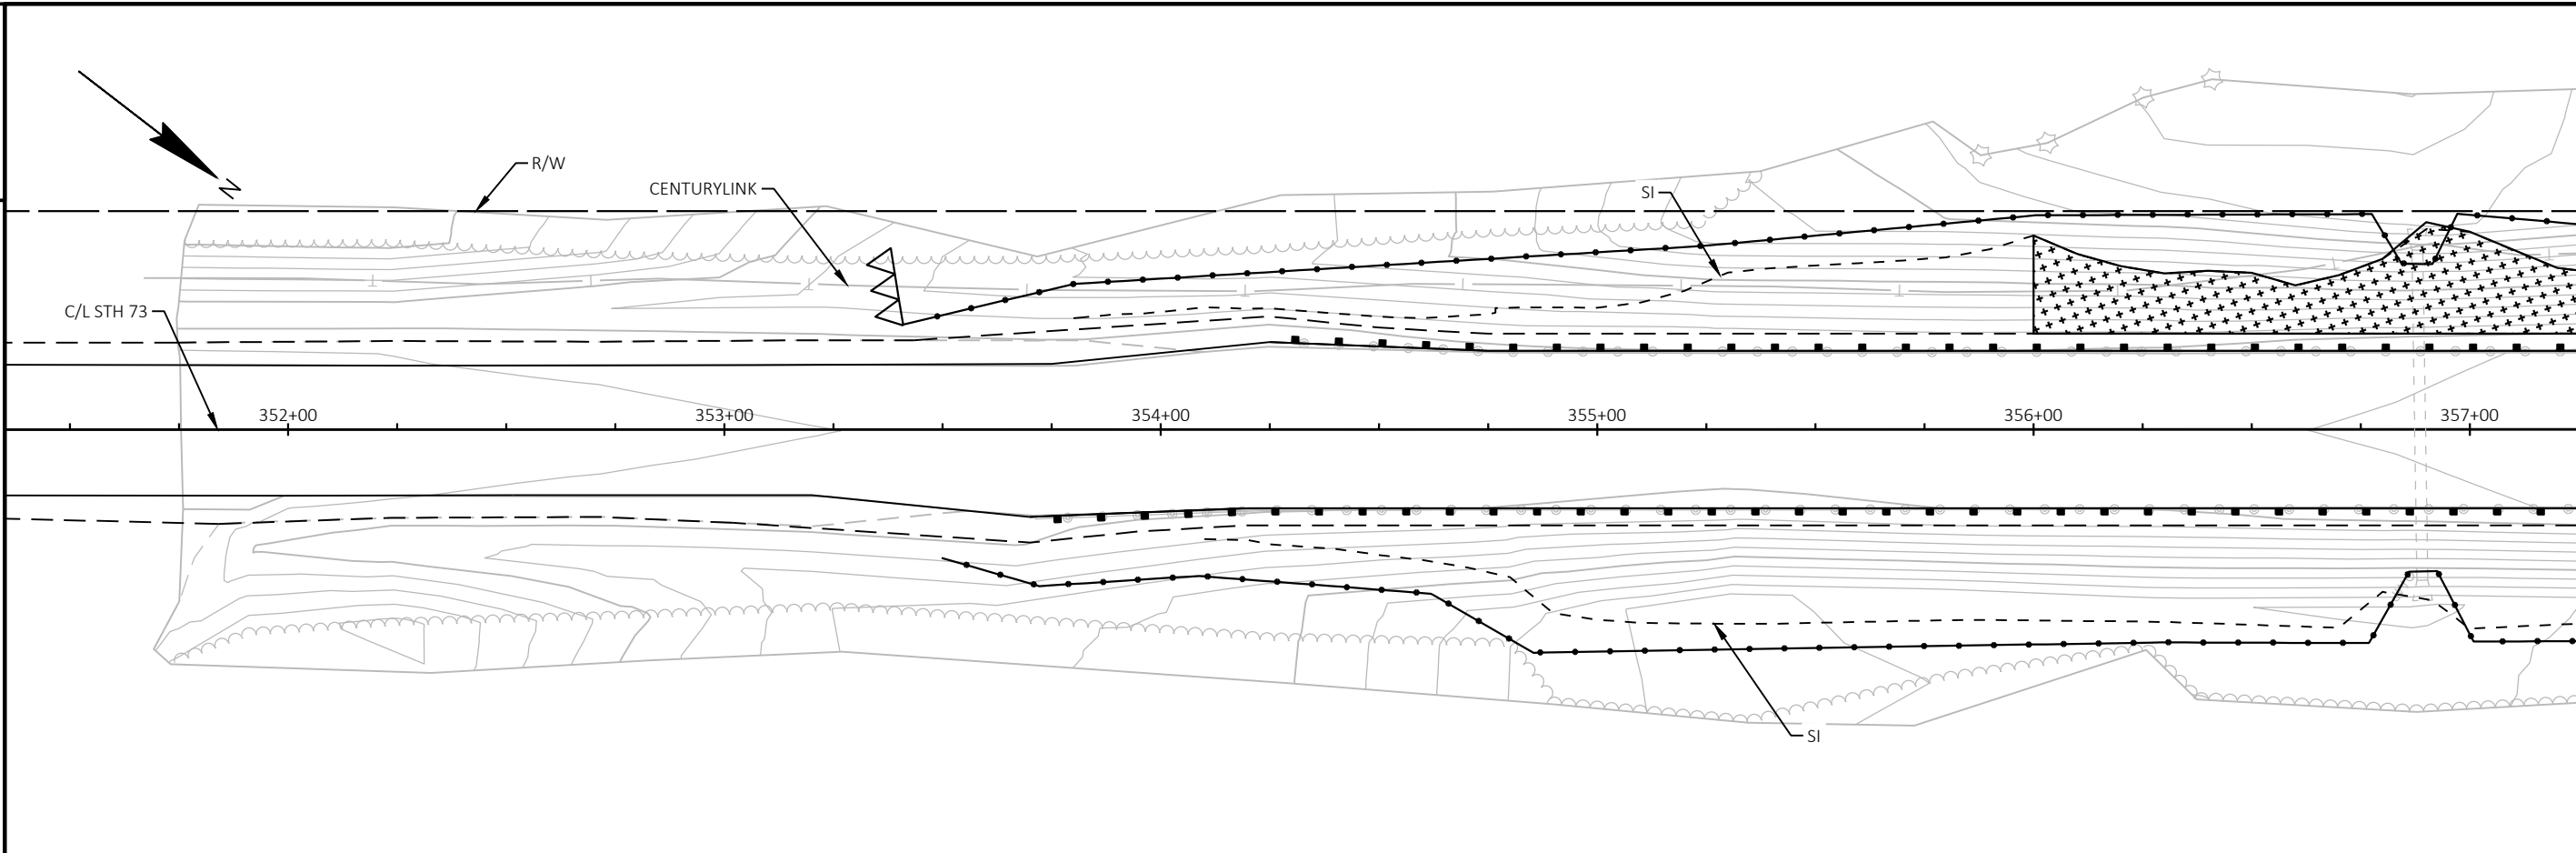 R/W
CENTURYLINK
SI
N
C/L STH 73
352+00
353+00
354+00
355+00
356+00
357+00
SI